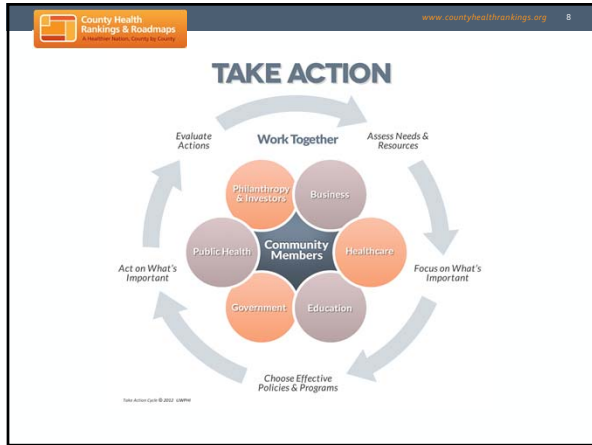 County Health
Rankings & Roadmaps
A Healthier Nation, County by County
www.countyhealthrankings.org 8
TAKE ACTION
Work Together
Evaluate
Actions
Assess Needs &
Resources
Philanthropy
& Investors
Business
Public Health
Community
Members
Healthcare
Act on What's
Important
Focus on What's
Important
Government
Education
Choose Effective
Policies & Programs
Take Action Cycle © 2012 UWPHI